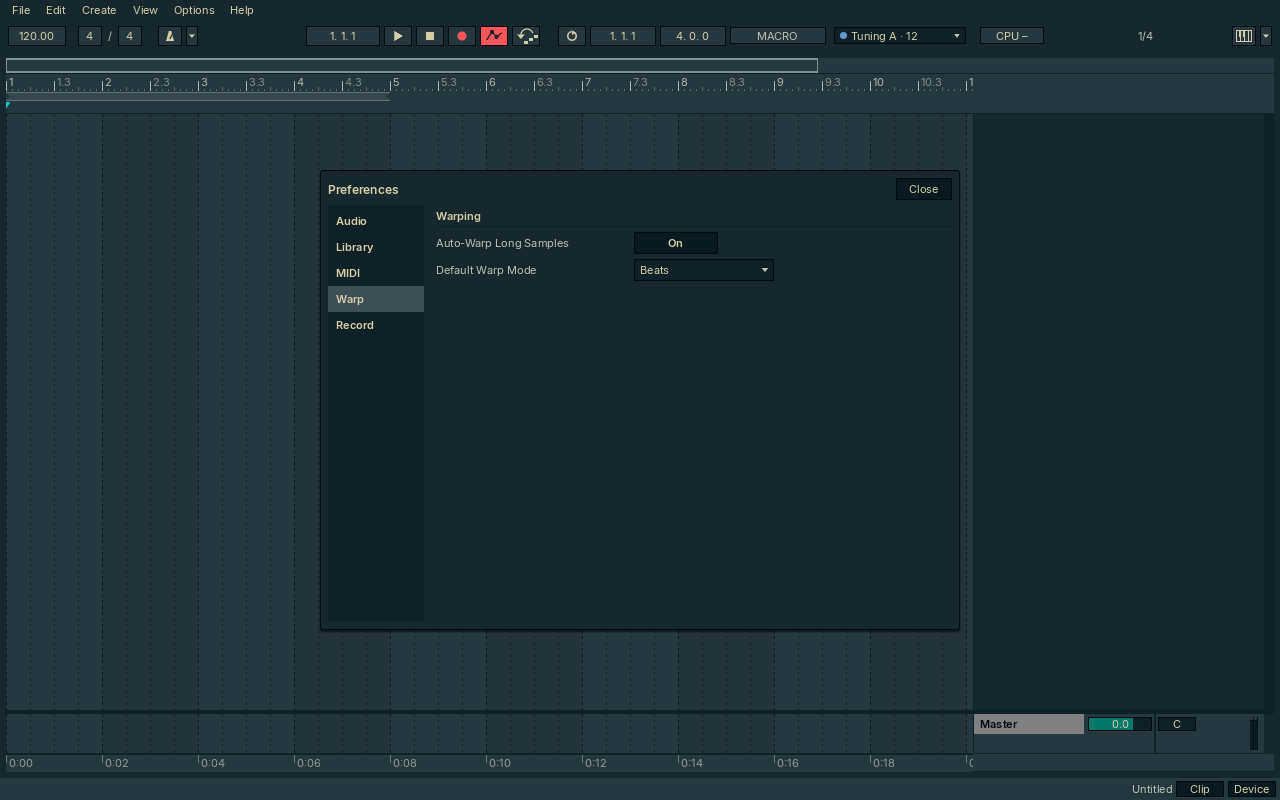 File Edit Create View Options Help
120.00 4 / 4 1. 1. 1 1. 1. 1 4. 0. 0 MACRO Tuning A · 12 CPU – 1/4
1 1.3 2 2.3 3 3.3 4 4.3 5 5.3 6 6.3 7 7.3 8 8.3 9 9.3 10 10.3 1
Preferences Close
Audio
Library
MIDI
Warp
Record
Warping
Auto-Warp Long Samples On
Default Warp Mode Beats
Master 0.0 C
0:00 0:02 0:04 0:06 0:08 0:10 0:12 0:14 0:16 0:18
Untitled Clip Device